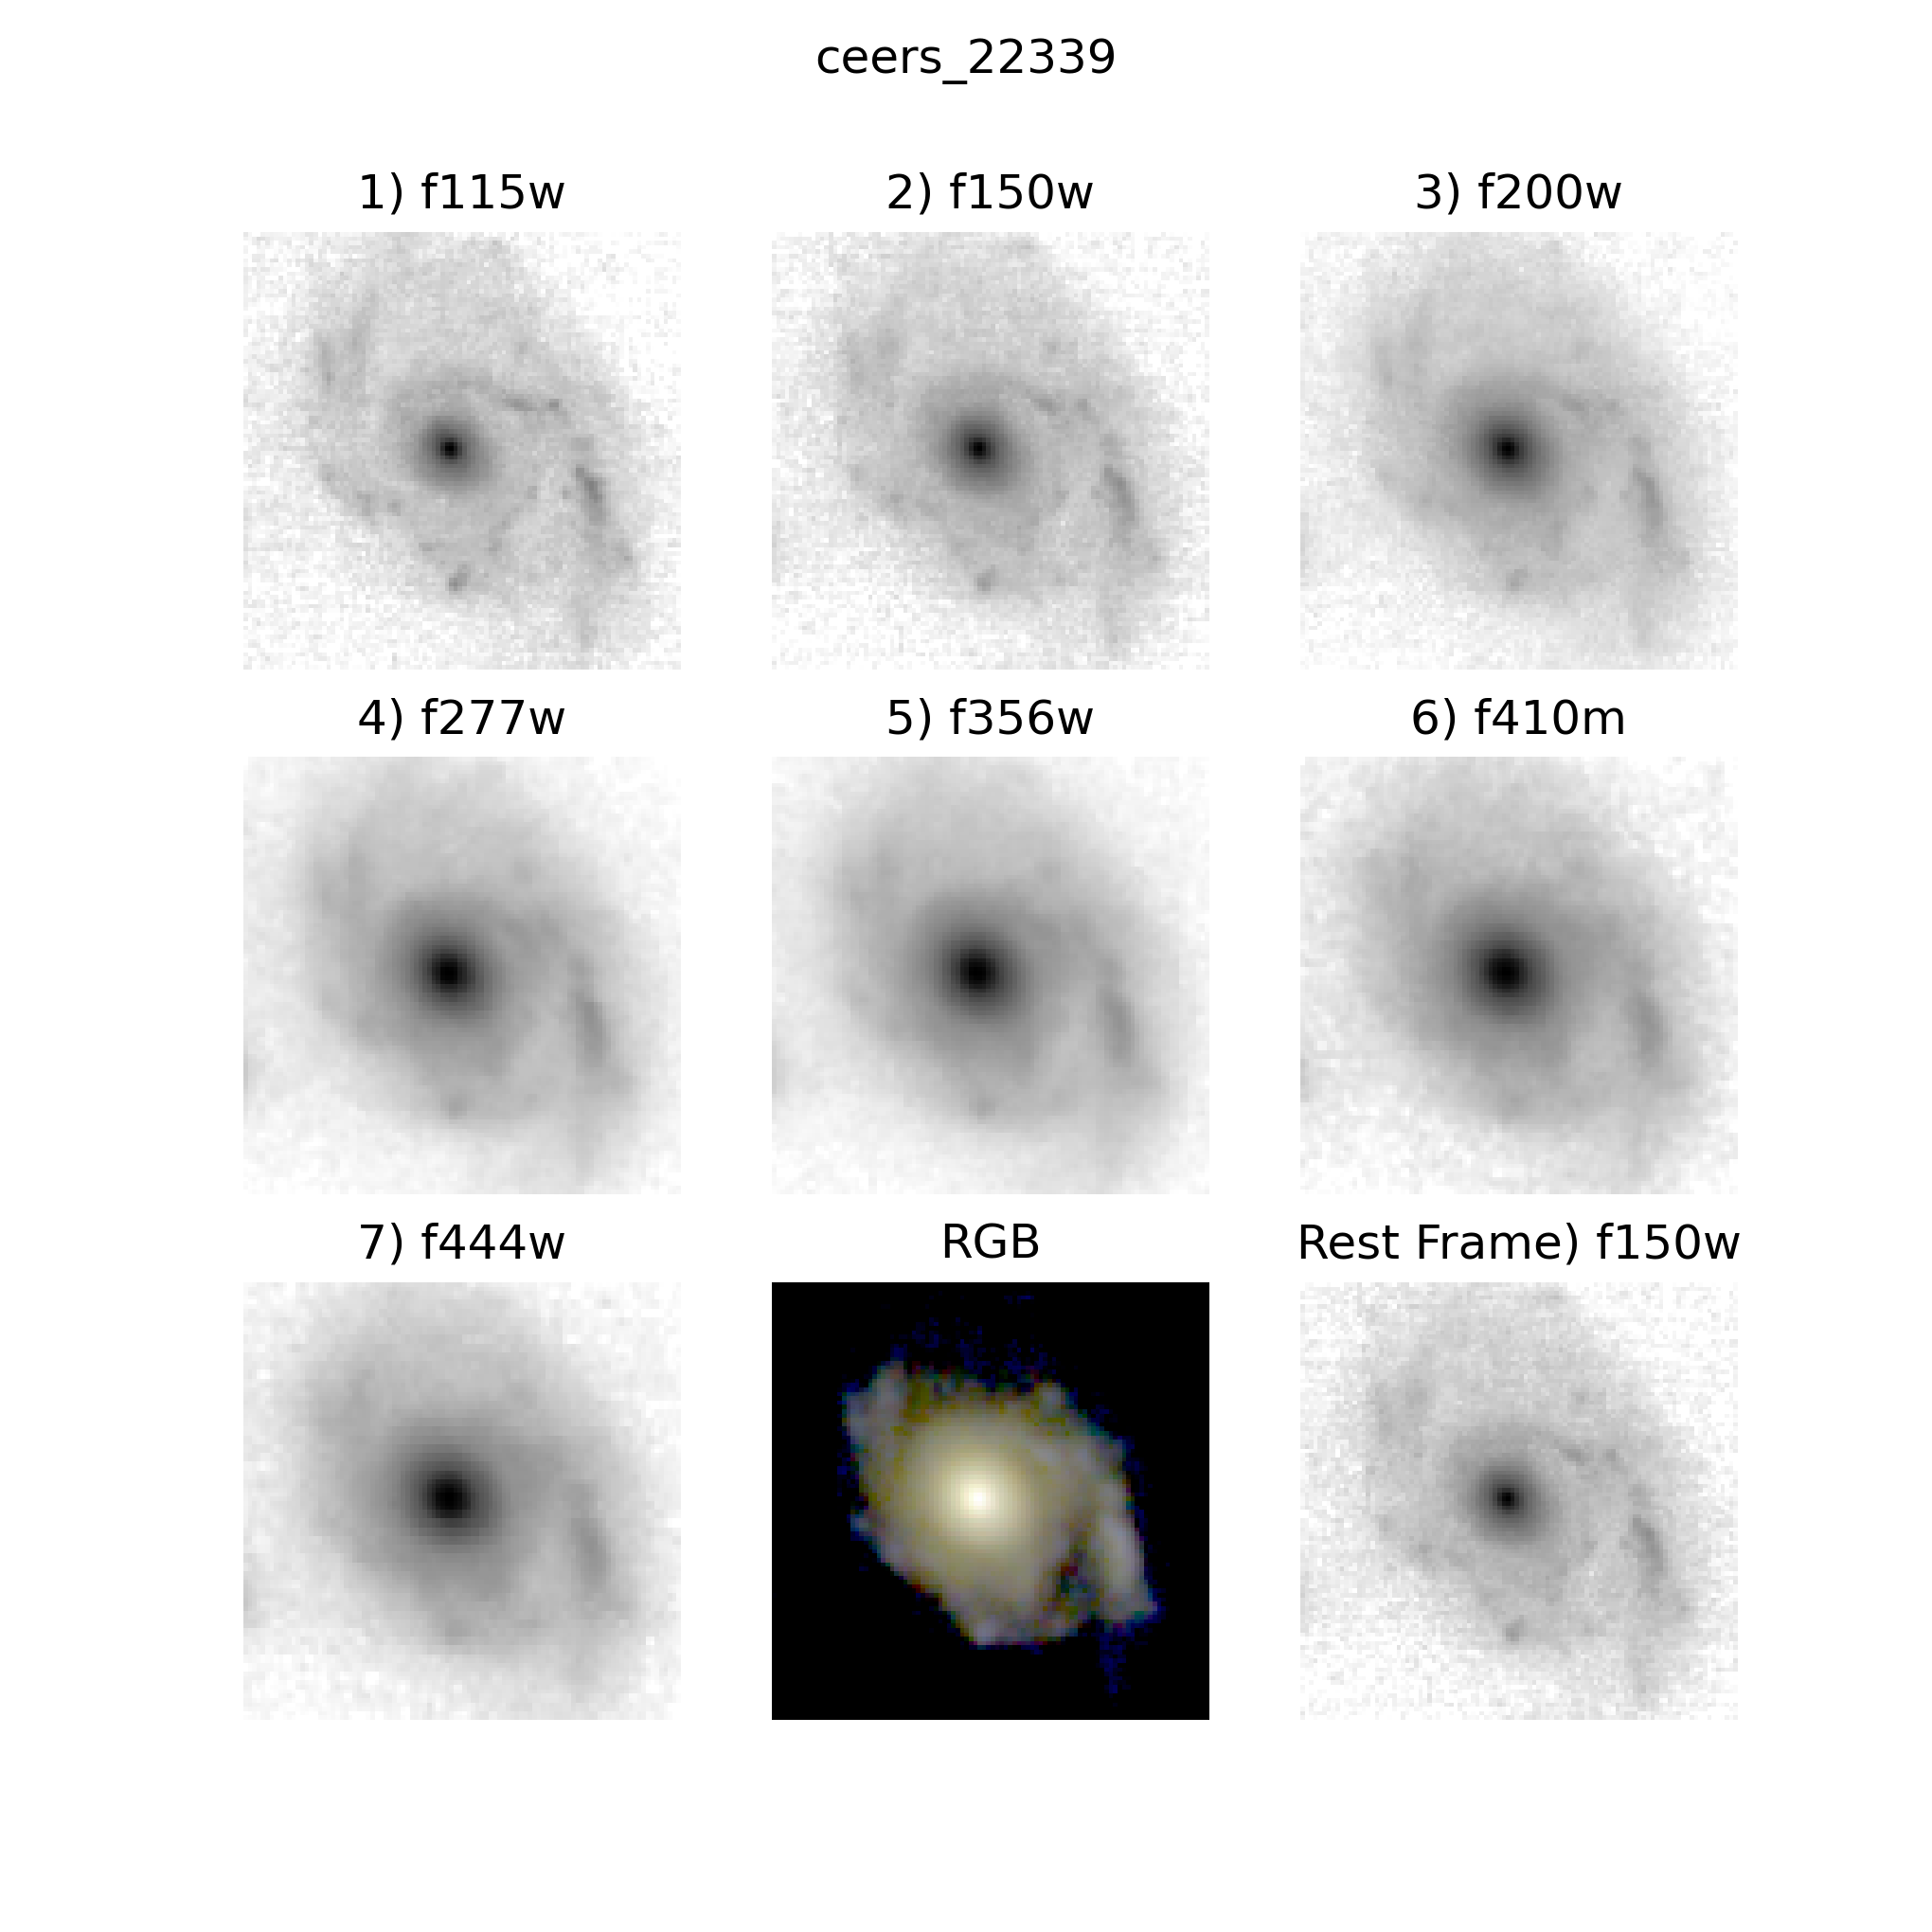 ceers_22339
1) f115w
2) f150w
3) f200w
4) f277w
5) f356w
6) f410m
7) f444w
RGB
Rest Frame) f150w